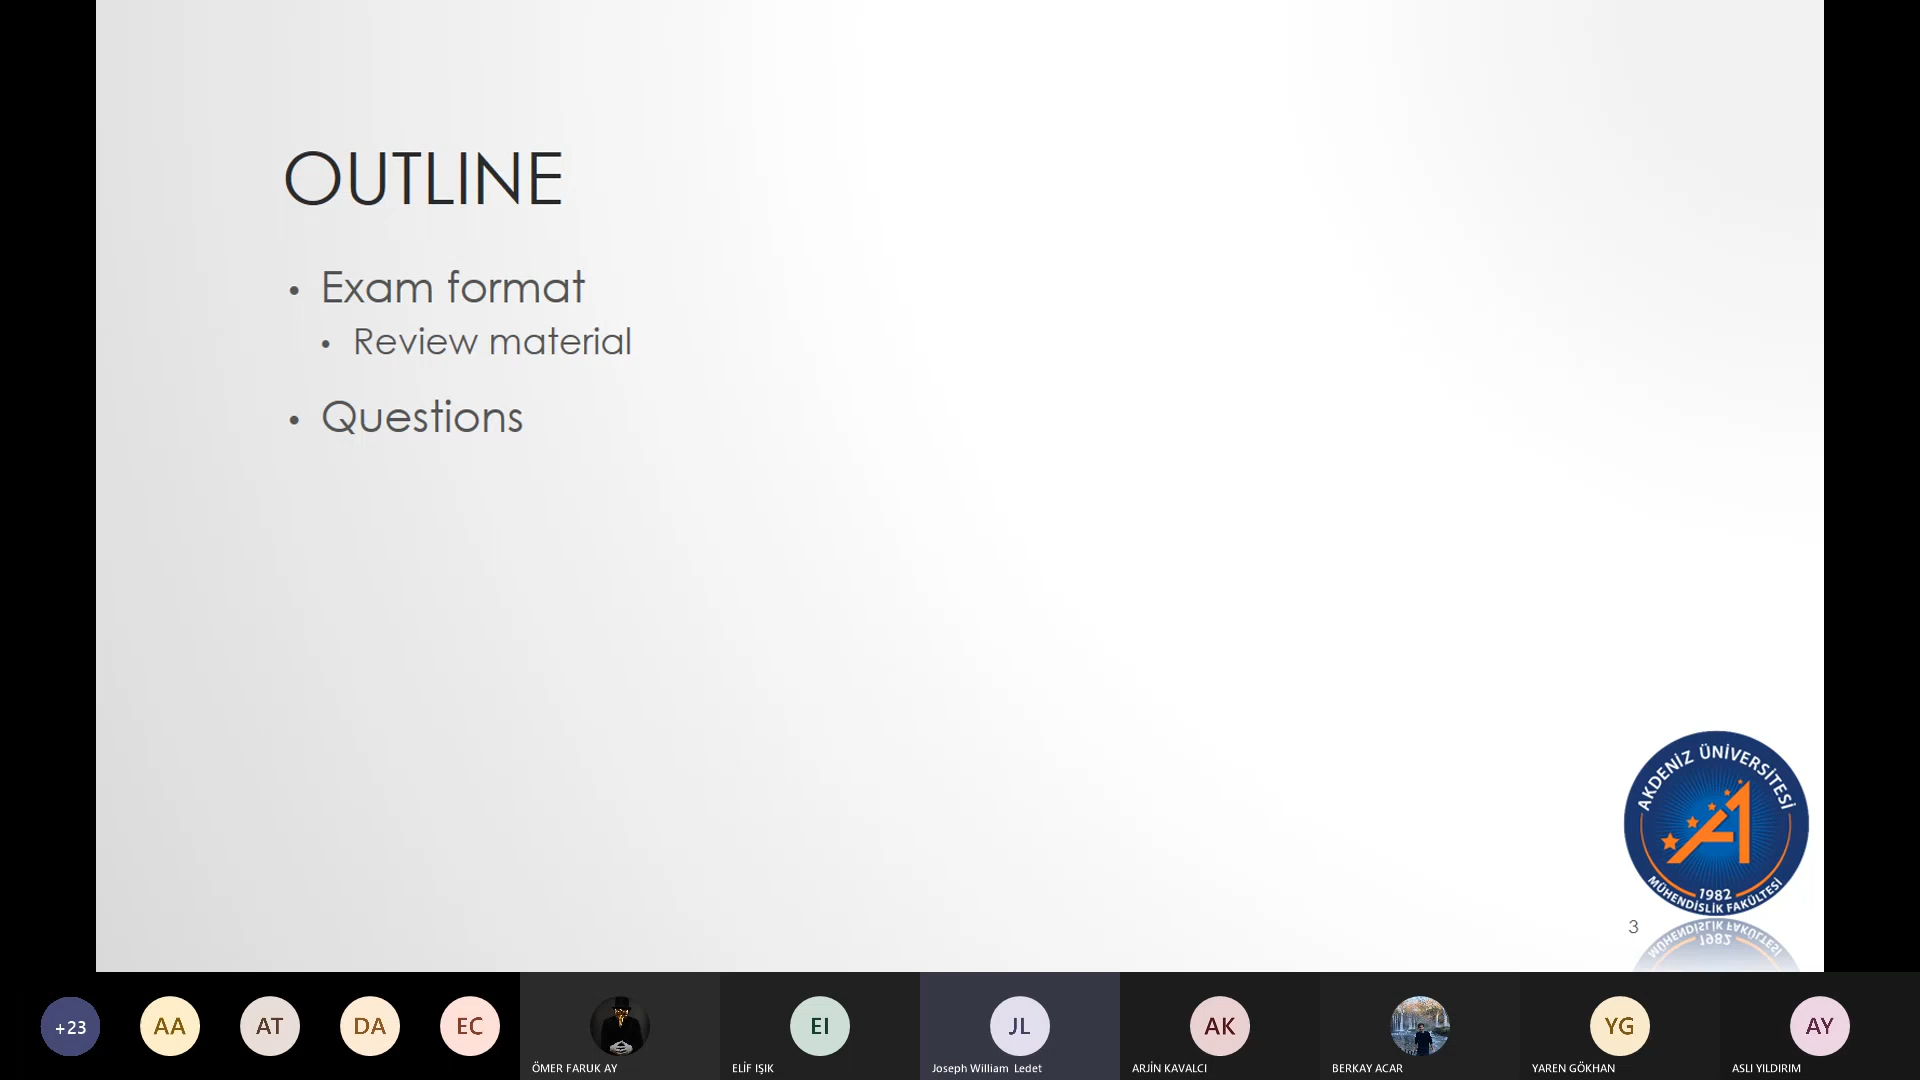 OUTLINE
• Exam format
• Review material
• Questions
AKDENİZ ÜNİVERSİTESİ
1982
MÜHENDİSLİK FAKÜLTESİ
3
+23
AA
AT
DA
EC
EI
JL
AK
YG
AY
ÖMER FARUK AY
ELİF IŞIK
Joseph William Ledet
ARJİN KAVALCI
BERKAY ACAR
YAREN GÖKHAN
ASLI YILDIRIM